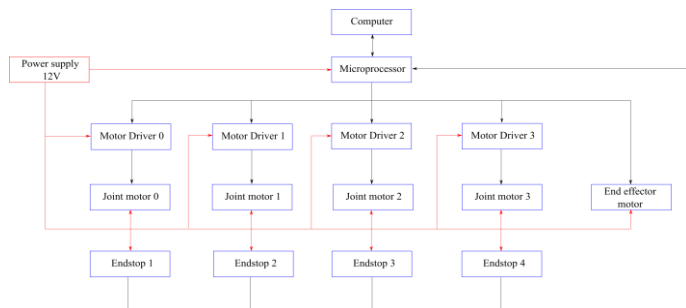 Computer
Power supply
12V
Microprocessor
Motor Driver 0
Motor Driver 1
Motor Driver 2
Motor Driver 3
Joint motor 0
Joint motor 1
Joint motor 2
Joint motor 3
End effector
motor
Endstop 1
Endstop 2
Endstop 3
Endstop 4